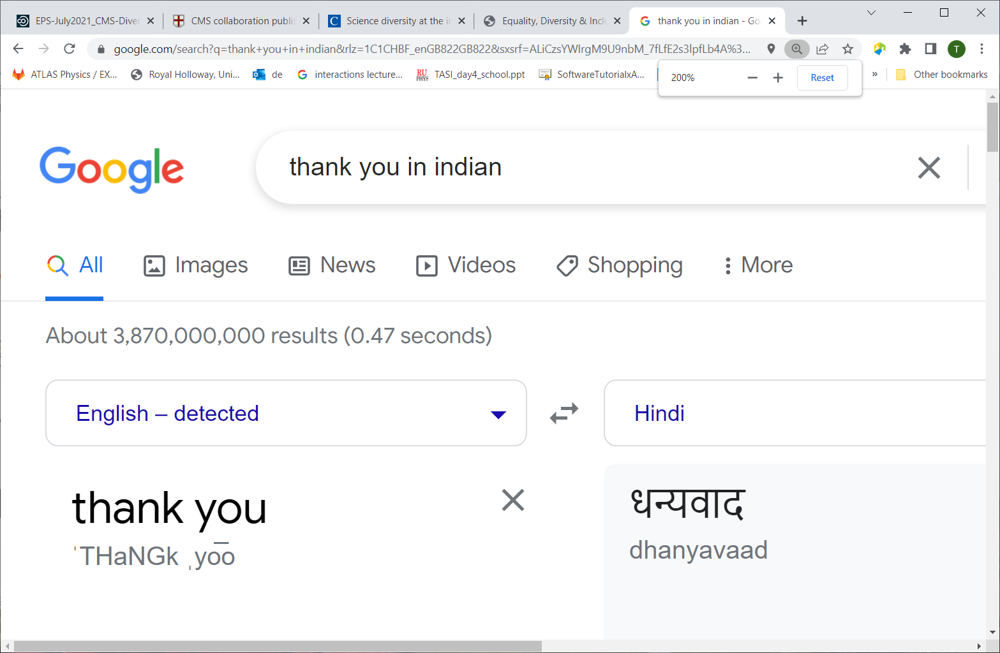 EPS-July2021_CMS-Diver
CMS collaboration publis
Science diversity at the i
Equality, Diversity & Incl
thank you in indian - Go
google.com/search?q=thank+you+in+indian&rlz=1C1CHBF_enGB822GB822&sxsrf=ALiCzsYWIrgM9U9nbM_7fLfE2s3lpfLb4A%3...
T
ATLAS Physics / EX...
Royal Holloway, Uni...
de
interactions lecture...
RU PHYS
TASI_day4_school.ppt
SoftwareTutorialxA...
»
Other bookmarks
200%
Reset
Google
thank you in indian
All
Images
News
Videos
Shopping
More
About 3,870,000,000 results (0.47 seconds)
English – detected
Hindi
thank you
ˈTHaNGk ˌyo͞o
धन्यवाद
dhanyavaad